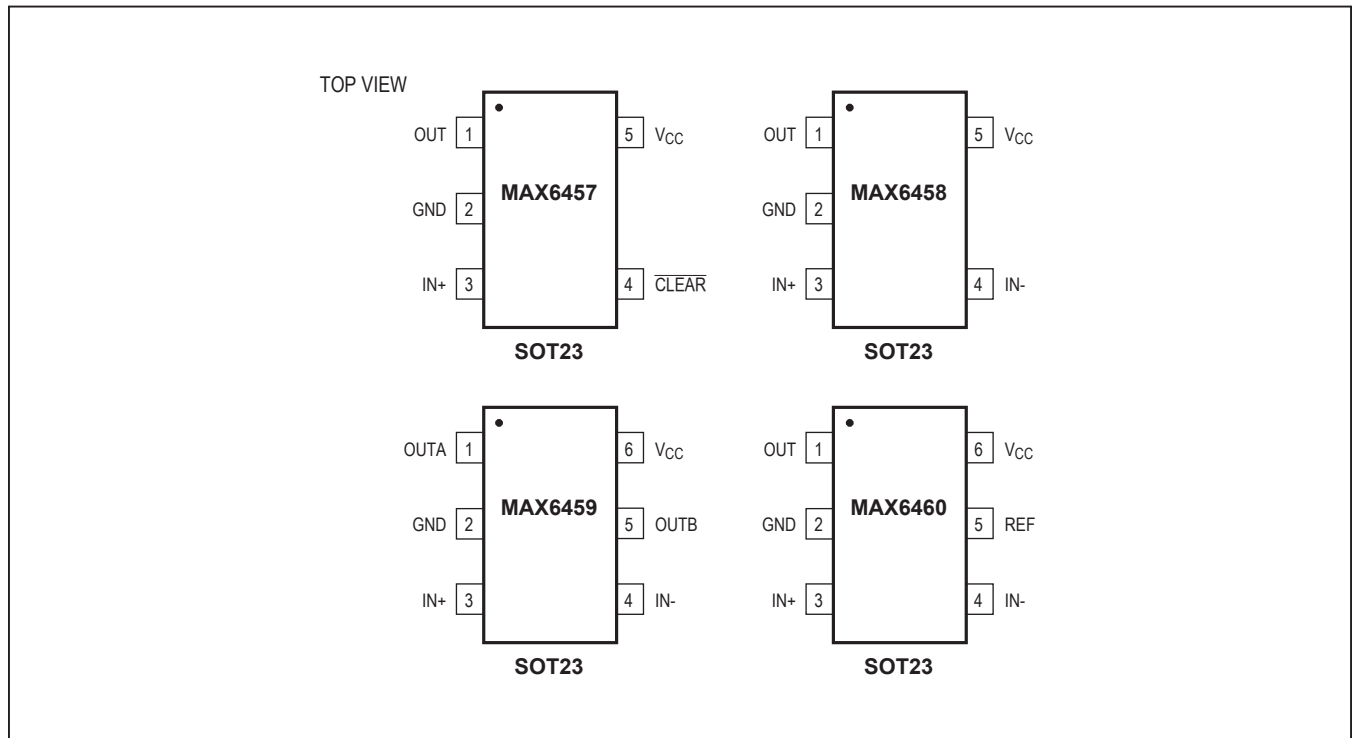 TOP VIEW
OUT 1
GND 2
IN+ 3
MAX6457
5 VCC
4 CLEAR
SOT23
OUT 1
GND 2
IN+ 3
MAX6458
5 VCC
4 IN-
SOT23
OUTA 1
GND 2
IN+ 3
MAX6459
6 VCC
5 OUTB
4 IN-
SOT23
OUT 1
GND 2
IN+ 3
MAX6460
6 VCC
5 REF
4 IN-
SOT23